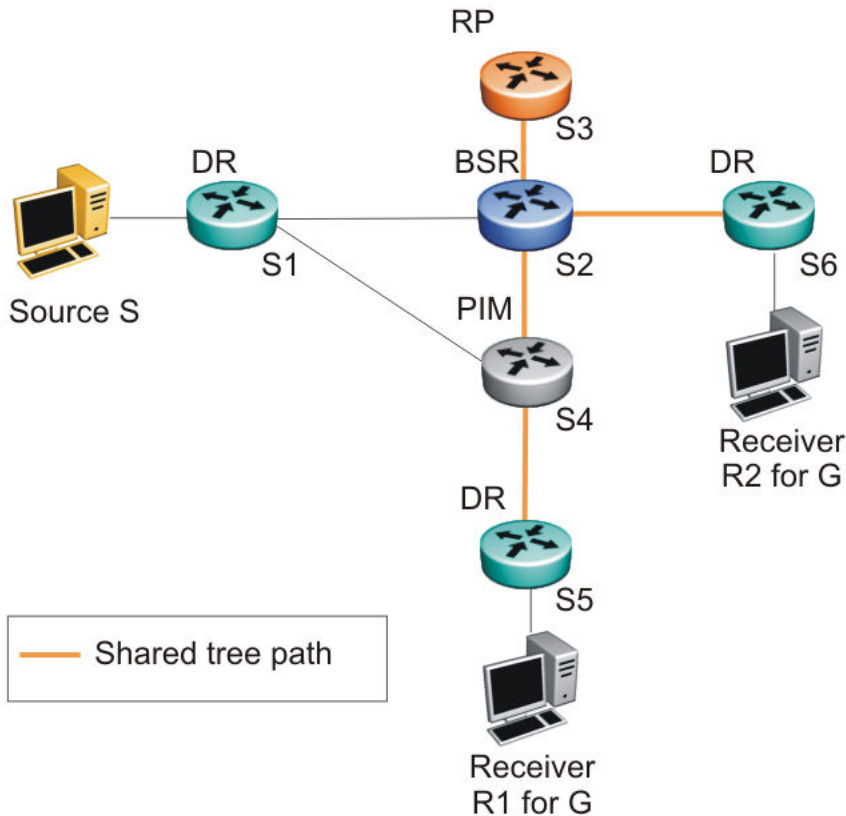 RP
S3
DR
BSR
DR
S1
S2
S6
Source S
PIM
S4
Receiver
R2 for G
DR
S5
Shared tree path
Receiver
R1 for G